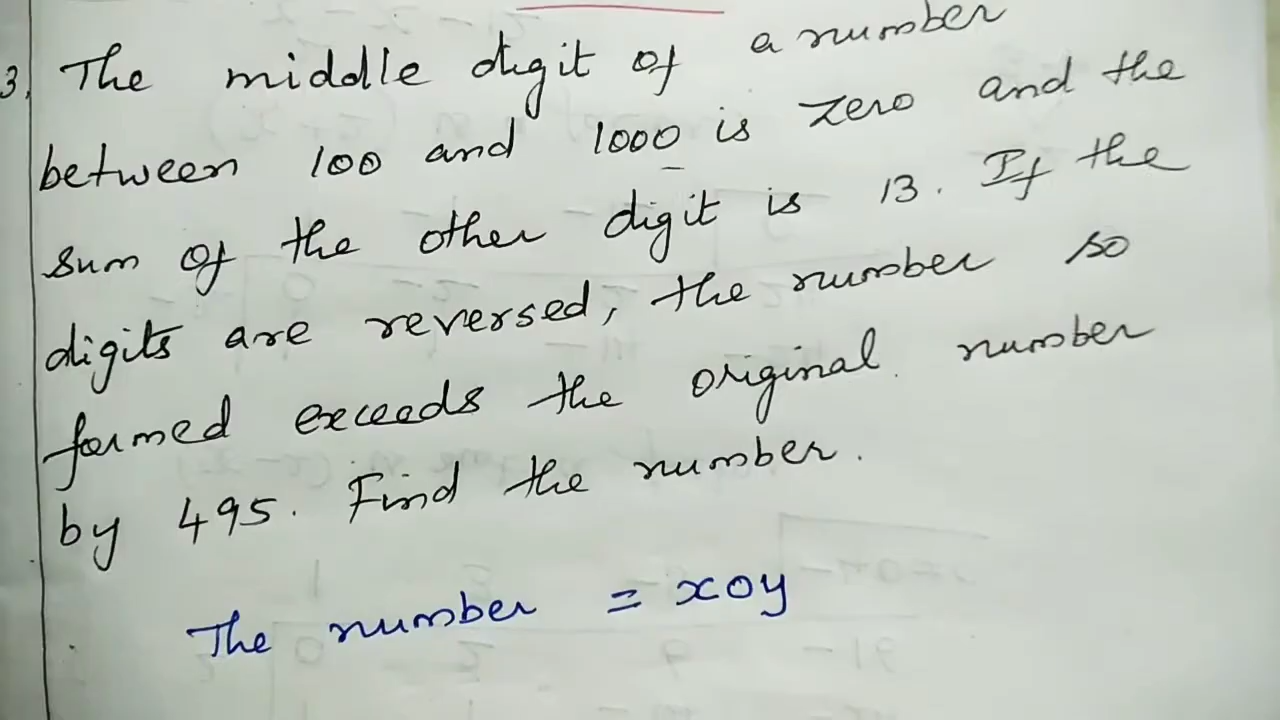 3, The middle digit of a number
between 100 and 1000 is zero and the
sum of the other digit is 13. If the
digits are reversed, the number so
formed exceeds the original number
by 495. Find the number.
The number = x0y